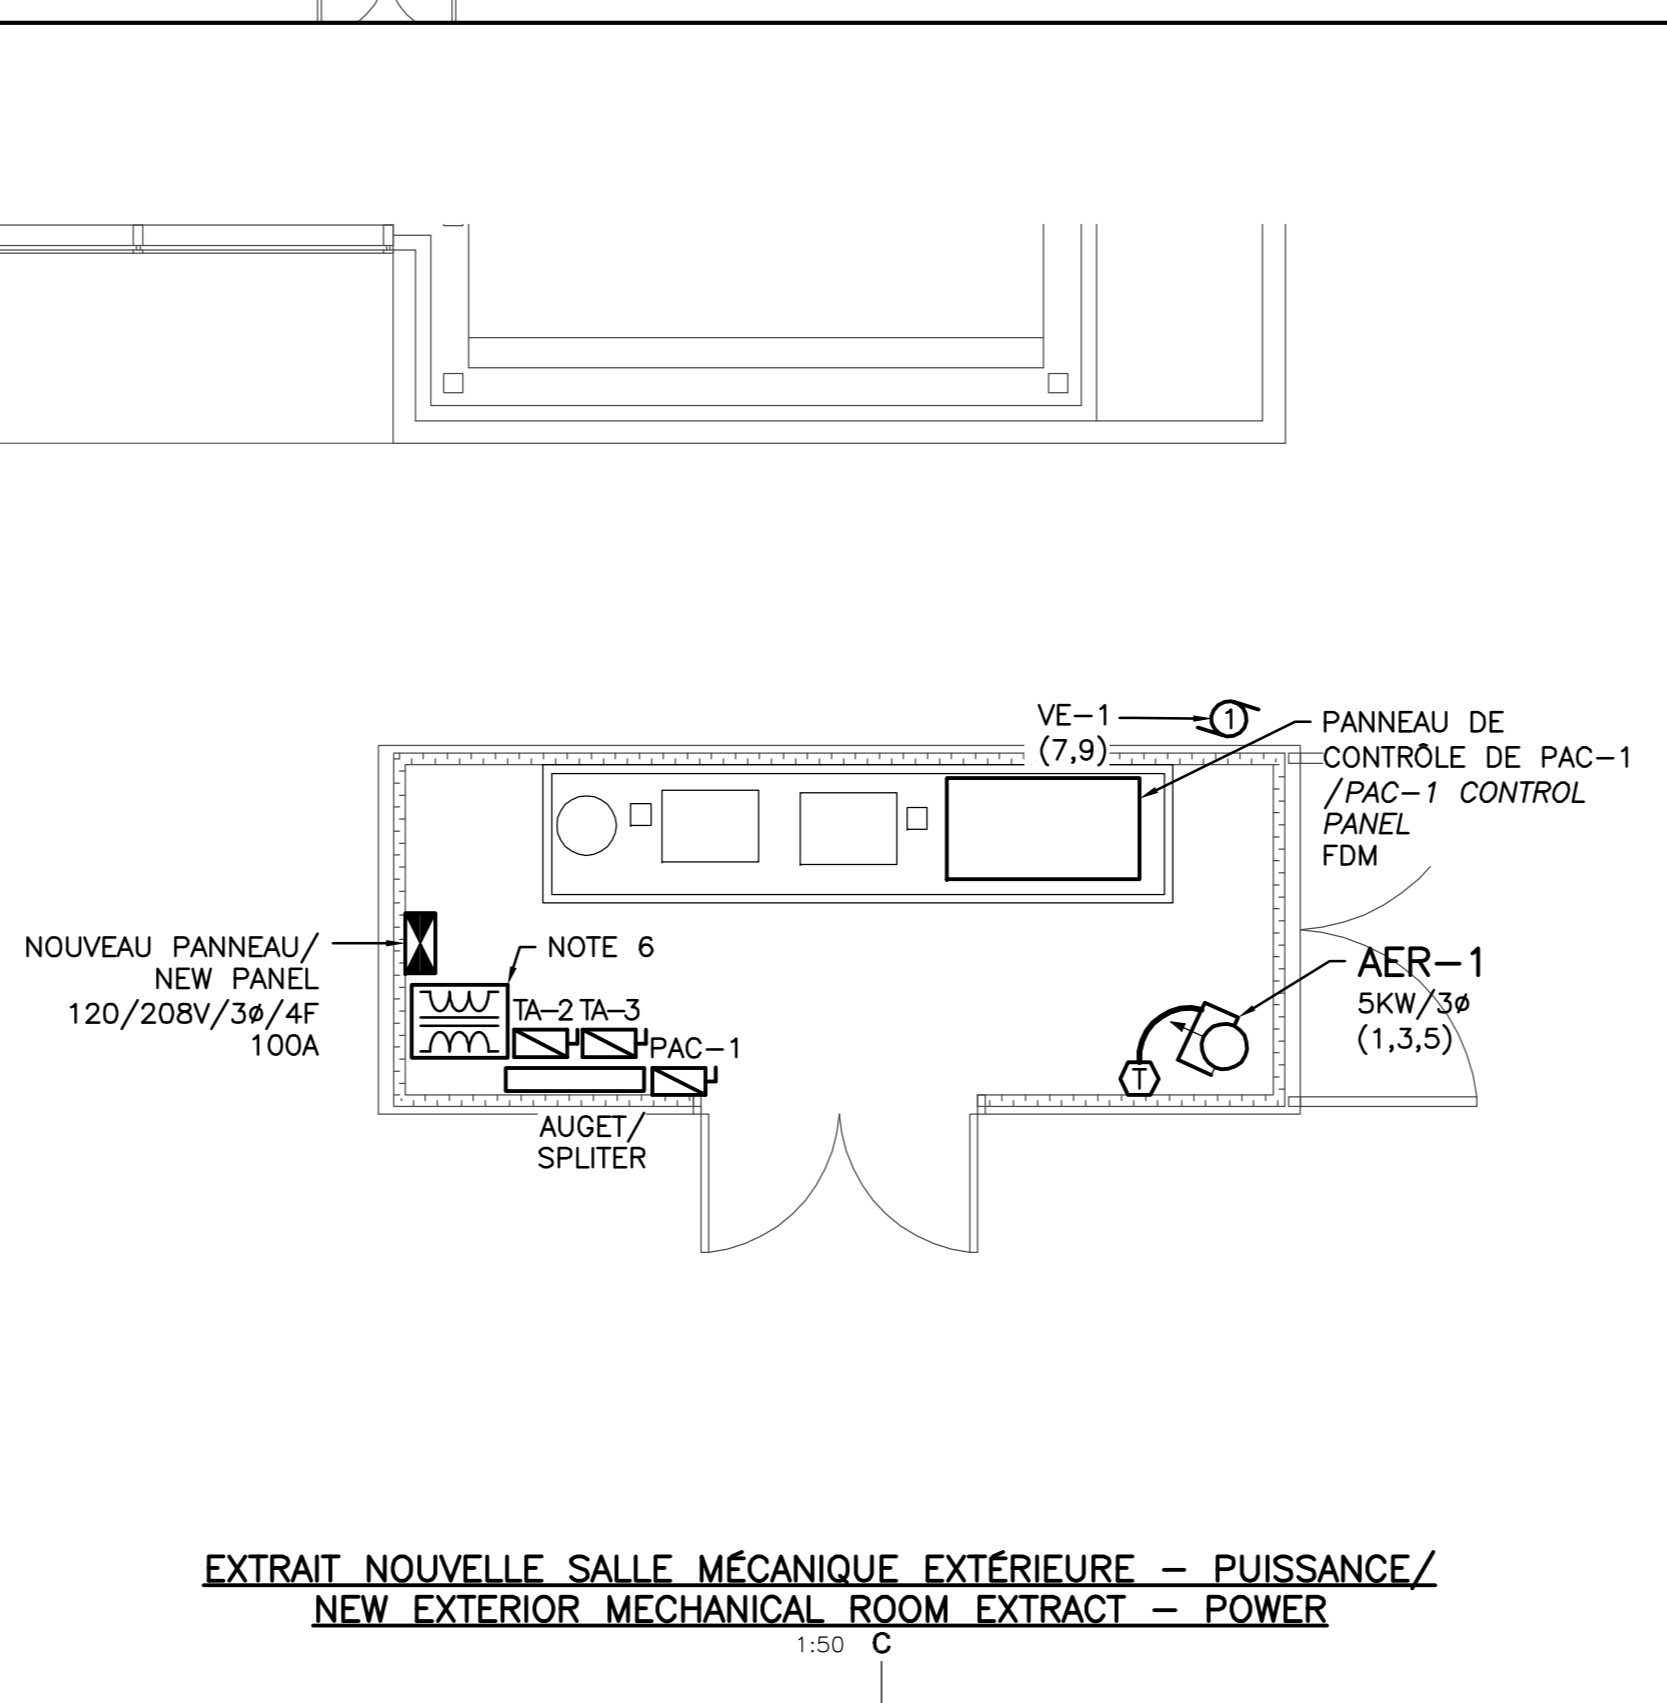 VE-1
(7,9)
1
PANNEAU DE
CONTRÔLE DE PAC-1
/PAC-1 CONTROL
PANEL
FDM
NOUVEAU PANNEAU/
NEW PANEL
120/208V/3ø/4F
100A
NOTE 6
TA-2 TA-3
PAC-1
AUGET/
SPLITER
AER-1
5KW/3ø
(1,3,5)
T
EXTRAIT NOUVELLE SALLE MÉCANIQUE EXTÉRIEURE - PUISSANCE/
NEW EXTERIOR MECHANICAL ROOM EXTRACT - POWER
1:50 C